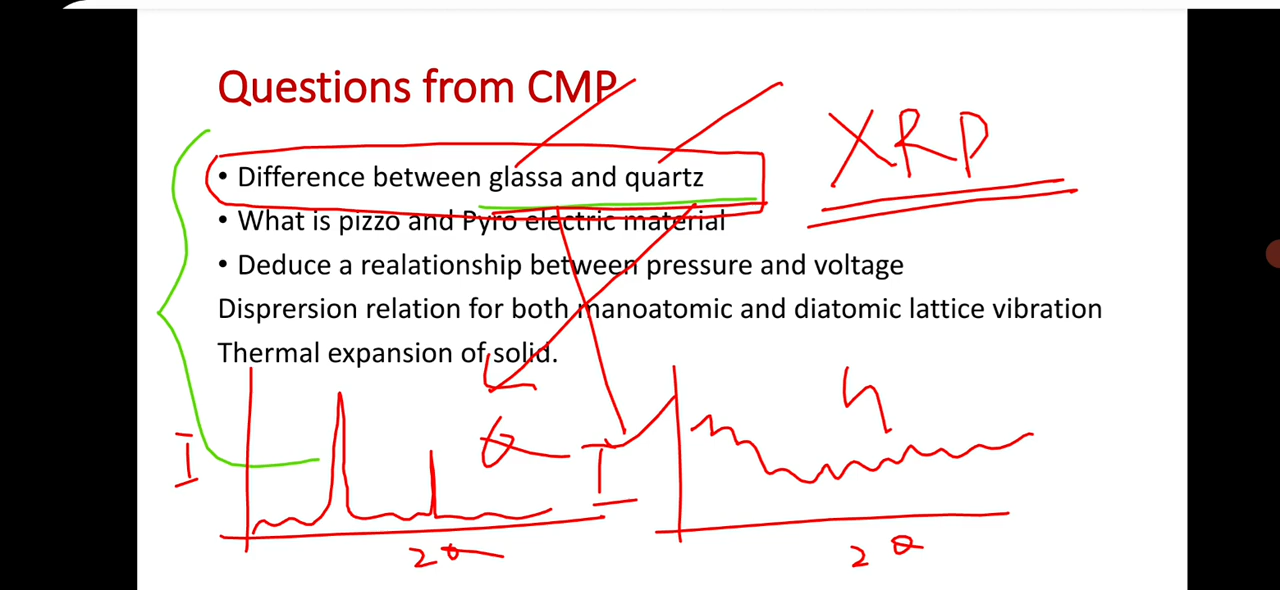 Questions from CMP
XRD
• Difference between glassa and quartz
• What is pizzo and Pyro electric material
• Deduce a realationship between pressure and voltage
Disprersion relation for both manoatomic and diatomic lattice vibration
Thermal expansion of solid.
I
I
2θ
2θ